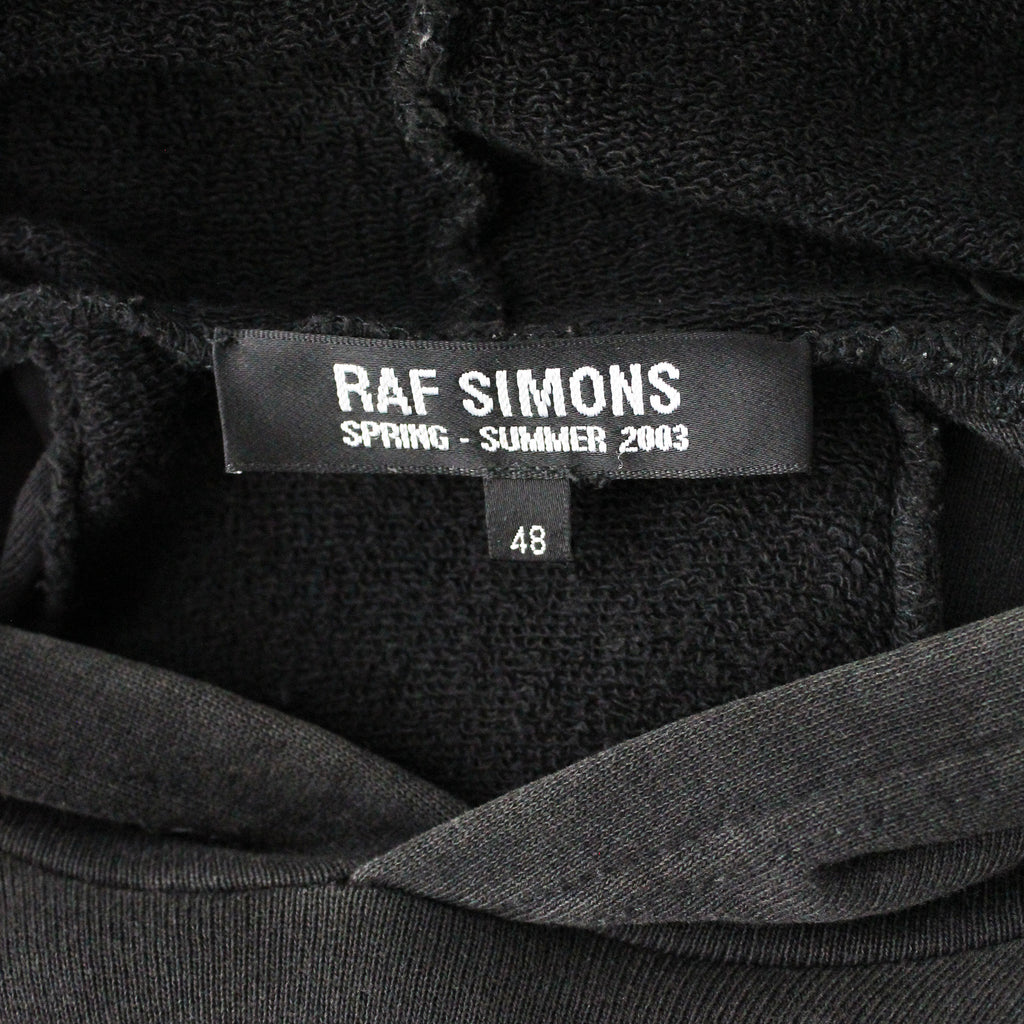 RAF SIMONS
SPRING - SUMMER 2003
48